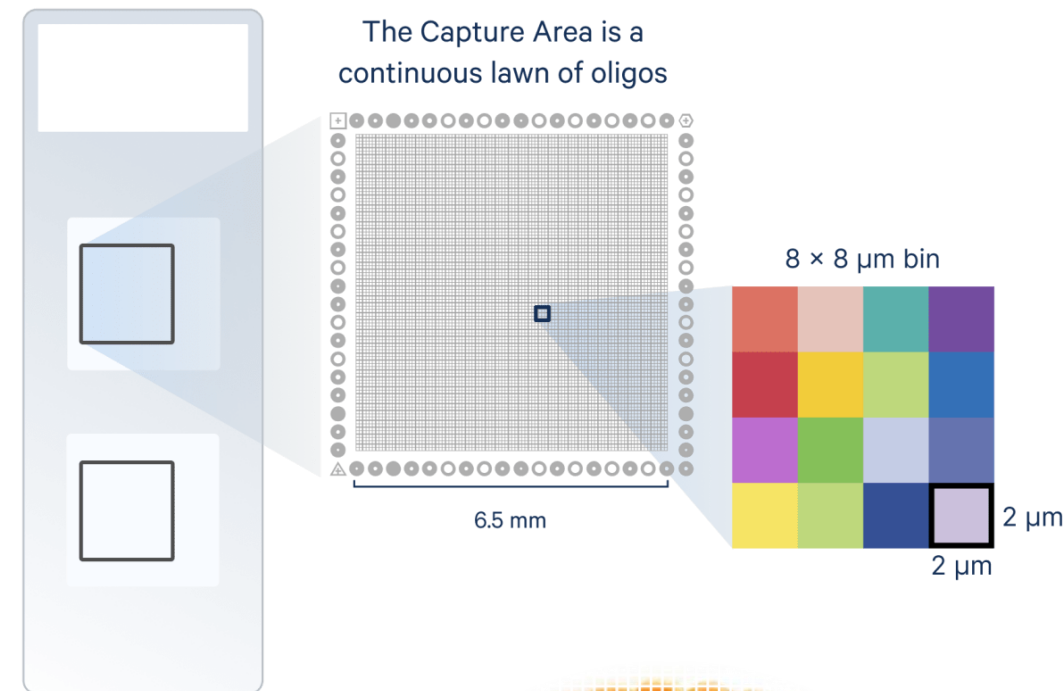 The Capture Area is a
continuous lawn of oligos
8 × 8 µm bin
2 µm
2 µm
6.5 mm